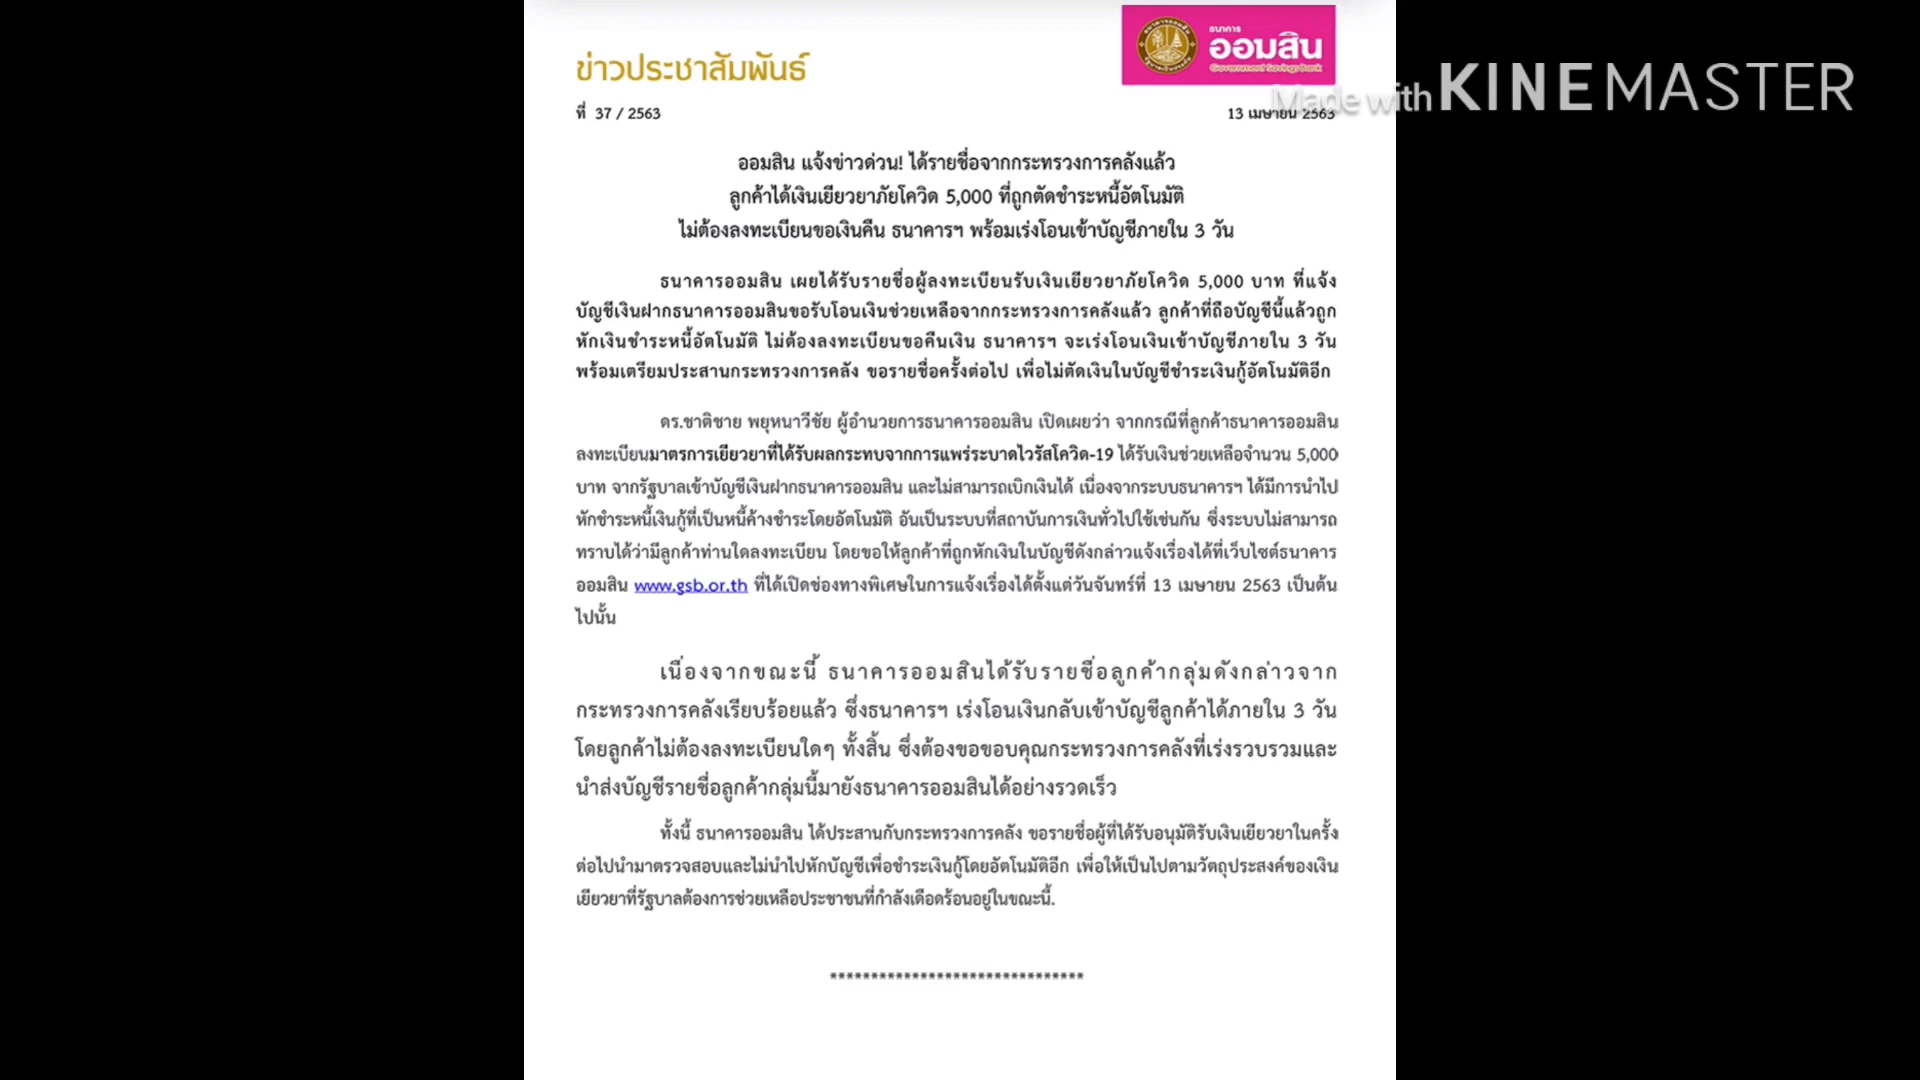 ธนาคาร
ออมสิน
Government Savings Bank
ข่าวประชาสัมพันธ์
Made with KINEMASTER
ที่ 37 / 2563
13 เมษายน 2563
ออมสิน แจ้งข่าวด่วน! ได้รายชื่อจากกระทรวงการคลังแล้ว
ลูกค้าได้เงินเยียวยาภัยโควิด 5,000 ที่ถูกตัดชำระหนี้อัตโนมัติ
ไม่ต้องลงทะเบียนขอเงินคืน ธนาคารฯ พร้อมเร่งโอนเข้าบัญชีภายใน 3 วัน
ธนาคารออมสิน เผยได้รับรายชื่อผู้ลงทะเบียนรับเงินเยียวยาภัยโควิด 5,000 บาท ที่แจ้ง
บัญชีเงินฝากธนาคารออมสินขอรับโอนเงินช่วยเหลือจากกระทรวงการคลังแล้ว ลูกค้าที่ถือบัญชีนี้แล้วถูก
หักเงินชำระหนี้อัตโนมัติ ไม่ต้องลงทะเบียนขอคืนเงิน ธนาคารฯ จะเร่งโอนเงินเข้าบัญชีภายใน 3 วัน
พร้อมเตรียมประสานกระทรวงการคลัง ขอรายชื่อครั้งต่อไป เพื่อไม่ตัดเงินในบัญชีชำระเงินกู้อัตโนมัติอีก
ดร.ชาติชาย พยุหนาวีชัย ผู้อำนวยการธนาคารออมสิน เปิดเผยว่า จากกรณีที่ลูกค้าธนาคารออมสิน
ลงทะเบียนมาตรการเยียวยาที่ได้รับผลกระทบจากการแพร่ระบาดไวรัสโควิด-19 ได้รับเงินช่วยเหลือจำนวน 5,000
บาท จากรัฐบาลเข้าบัญชีเงินฝากธนาคารออมสิน และไม่สามารถเบิกเงินได้ เนื่องจากระบบธนาคารฯ ได้มีการนำไป
หักชำระหนี้เงินกู้ที่เป็นหนี้ค้างชำระโดยอัตโนมัติ อันเป็นระบบที่สถาบันการเงินทั่วไปใช้เช่นกัน ซึ่งระบบไม่สามารถ
ทราบได้ว่ามีลูกค้าท่านใดลงทะเบียน โดยขอให้ลูกค้าที่ถูกหักเงินในบัญชีดังกล่าวแจ้งเรื่องได้ที่เว็บไซต์ธนาคาร
ออมสิน www.gsb.or.th ที่ได้เปิดช่องทางพิเศษในการแจ้งเรื่องได้ตั้งแต่วันจันทร์ที่ 13 เมษายน 2563 เป็นต้น
ไปนั้น
เนื่องจากขณะนี้ ธนาคารออมสินได้รับรายชื่อลูกค้ากลุ่มดังกล่าวจาก
กระทรวงการคลังเรียบร้อยแล้ว ซึ่งธนาคารฯ เร่งโอนเงินกลับเข้าบัญชีลูกค้าได้ภายใน 3 วัน
โดยลูกค้าไม่ต้องลงทะเบียนใดๆ ทั้งสิ้น ซึ่งต้องขอขอบคุณกระทรวงการคลังที่เร่งรวบรวมและ
นำส่งบัญชีรายชื่อลูกค้ากลุ่มนี้มายังธนาคารออมสินได้อย่างรวดเร็ว
ทั้งนี้ ธนาคารออมสิน ได้ประสานกับกระทรวงการคลัง ขอรายชื่อผู้ที่ได้รับอนุมัติรับเงินเยียวยาในครั้ง
ต่อไปนำมาตรวจสอบและไม่นำไปหักบัญชีเพื่อชำระเงินกู้โดยอัตโนมัติอีก เพื่อให้เป็นไปตามวัตถุประสงค์ของเงิน
เยียวยาที่รัฐบาลต้องการช่วยเหลือประชาชนที่กำลังเดือดร้อนอยู่ในขณะนี้.
*******************************